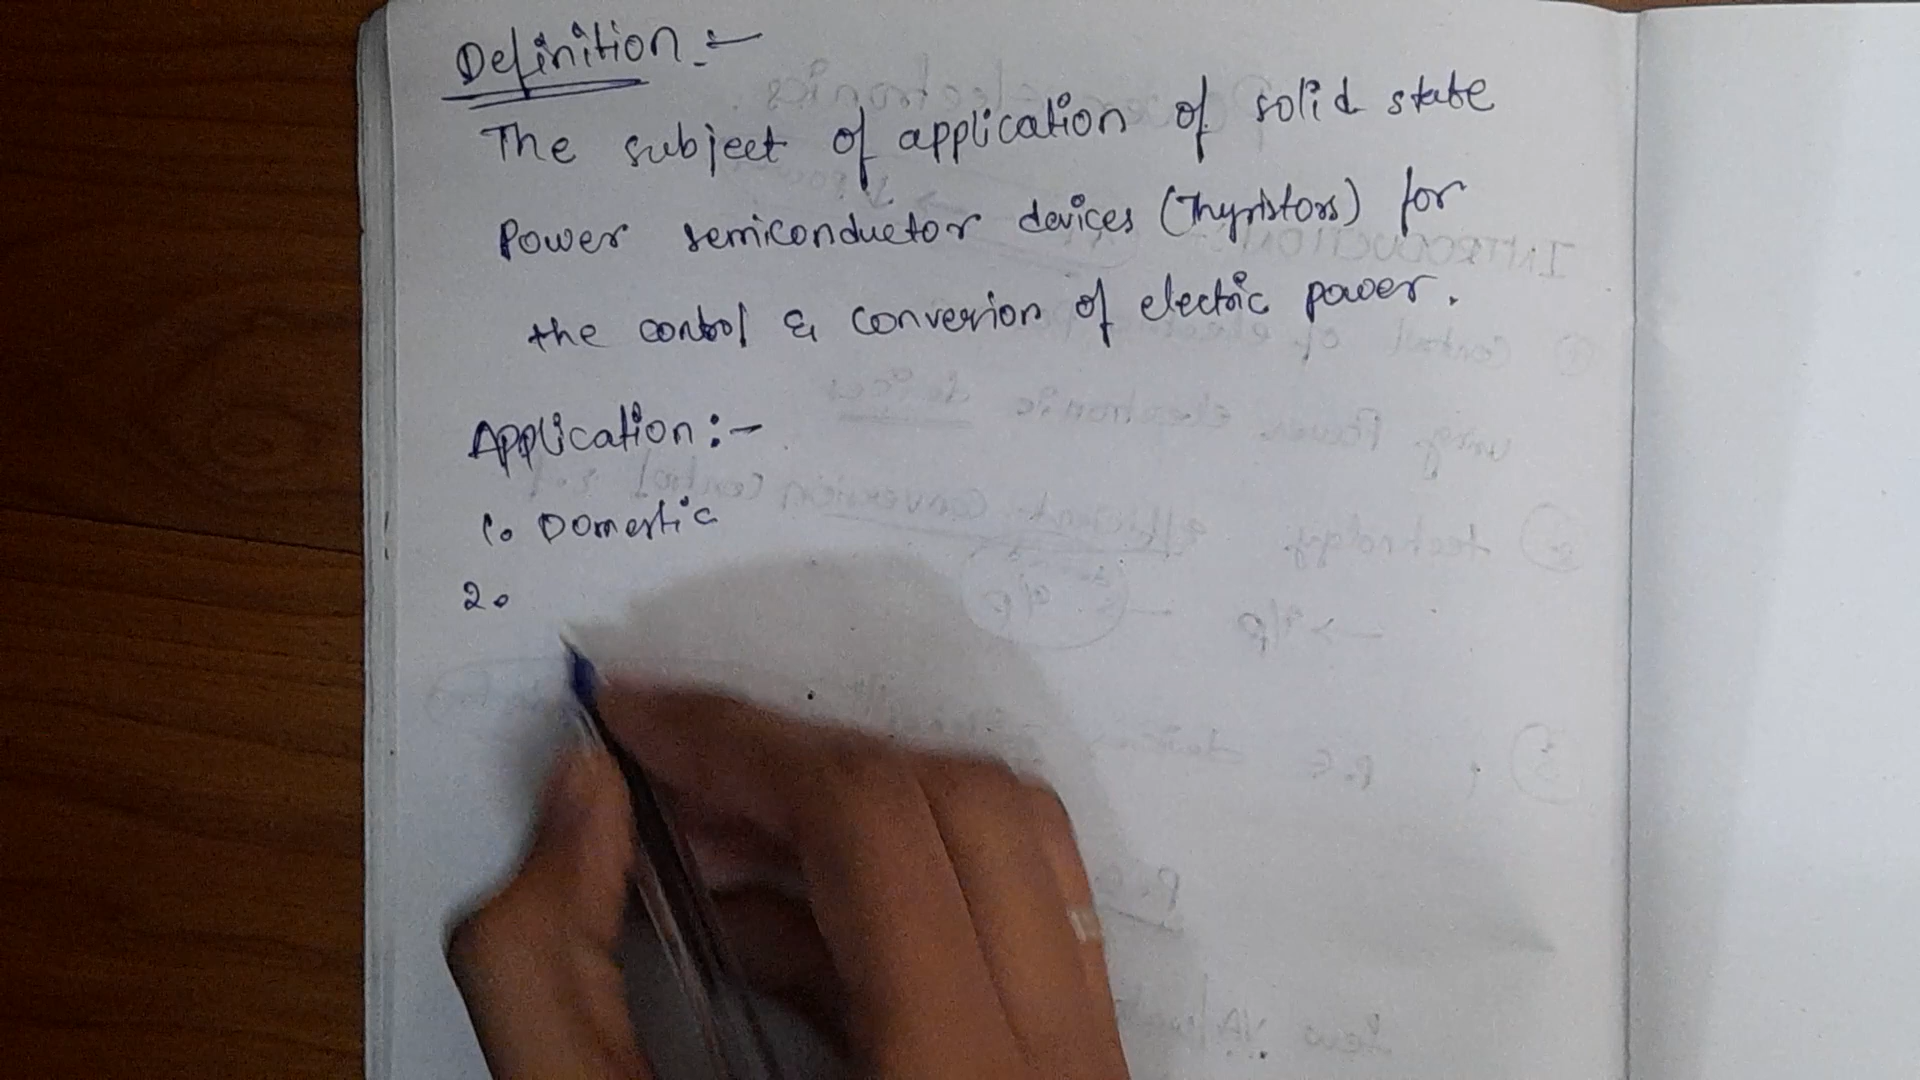 Definition :-
The subject of application of solid state
Power semiconductor devices (Thyristors) for
the control & conversion of electric power.
Application :-
1. Domestic
2.